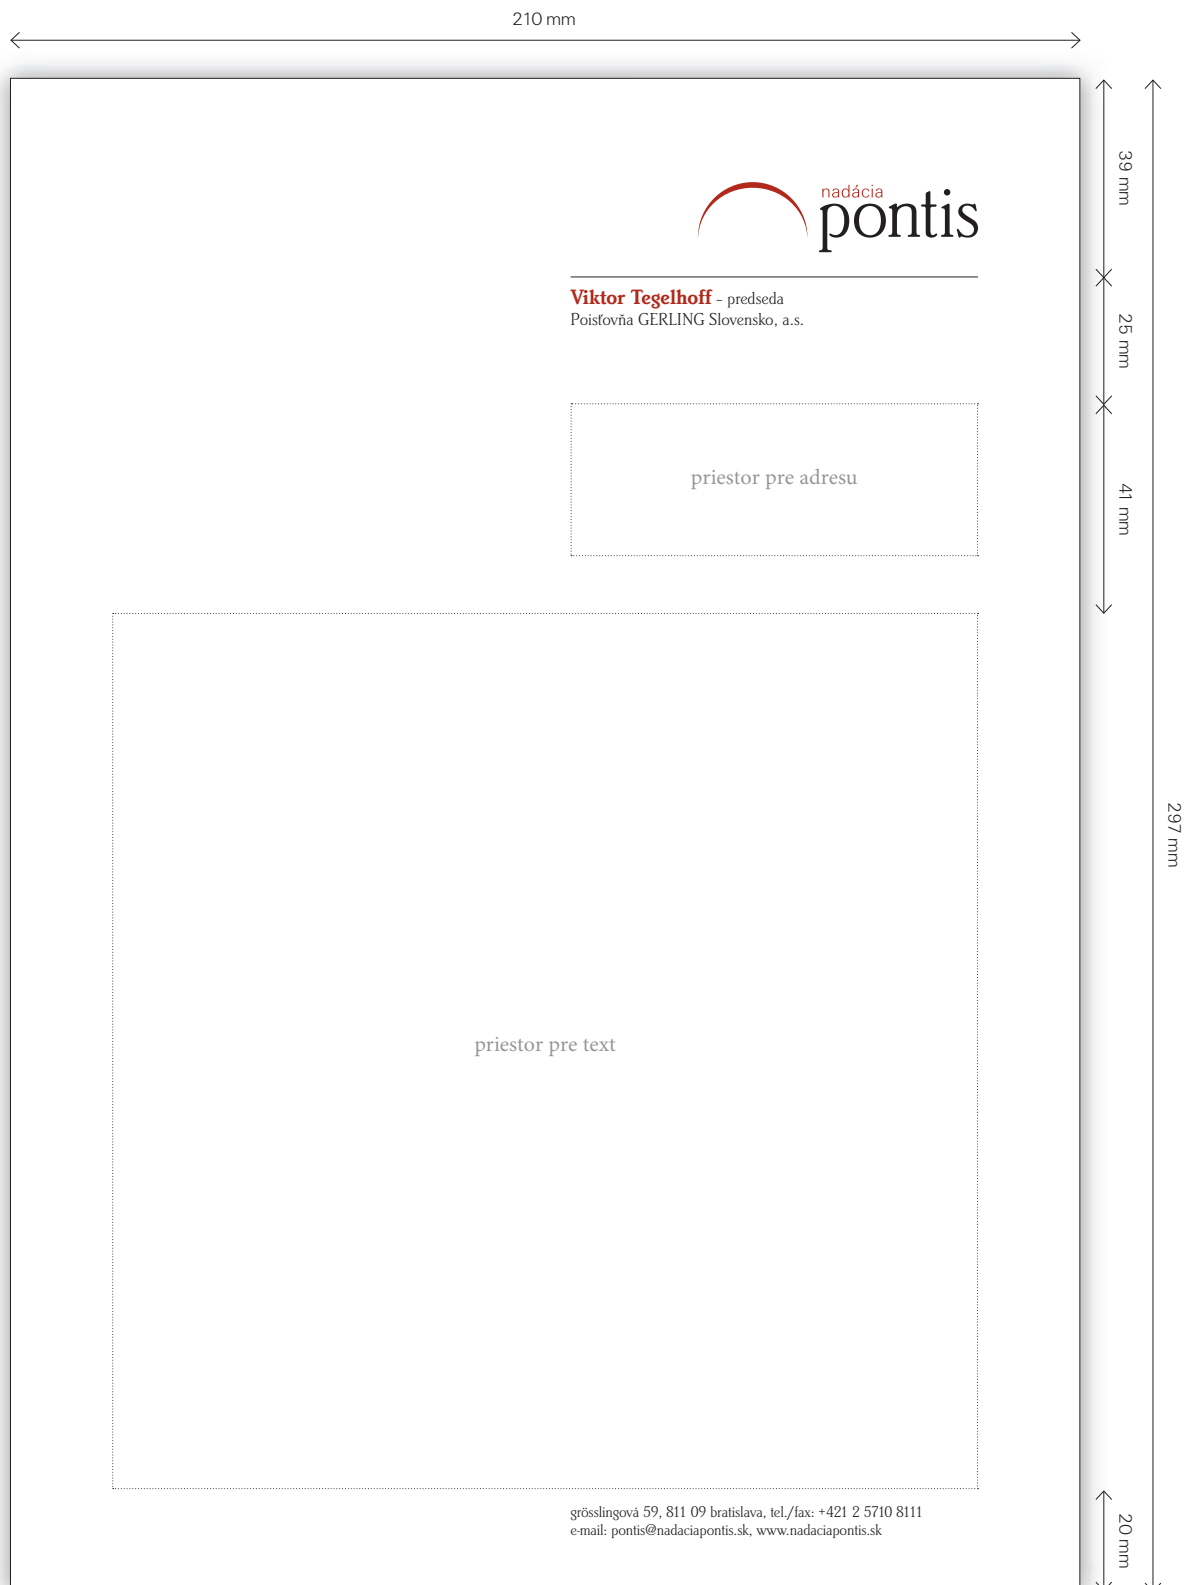 210 mm
39 mm
nadácia
pontis
Viktor Tegelhoff – predseda
Poisťovňa GERLING Slovensko, a.s.
25 mm
priestor pre adresu
41 mm
297 mm
priestor pre text
grösslingová 59, 811 09 bratislava, tel./fax: +421 2 5710 8111
e-mail: pontis@nadaciapontis.sk, www.nadaciapontis.sk
20 mm